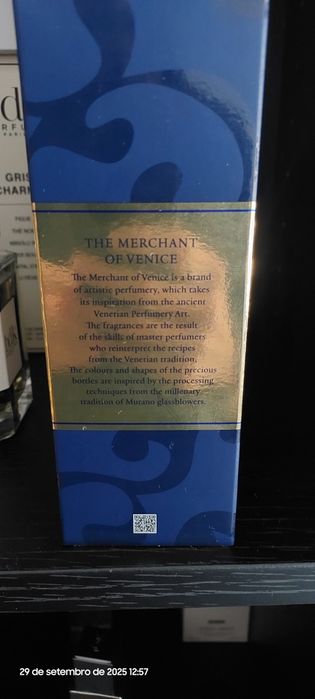 d
GRIS
CHARN
THE MERCHANT
OF VENICE
The Merchant of Venice is a brand
of artistic perfumery, which takes
its inspiration from the ancient
Venetian Perfumery Art.
The fragrances are the result
of the skills of master perfumers
who reinterpret the recipes
from the Venetian tradition.
The colours and shapes of the precious
bottles are inspired by the processing
techniques from the millenary
tradition of Murano glassblowers.
29 de setembro de 2025 12:57